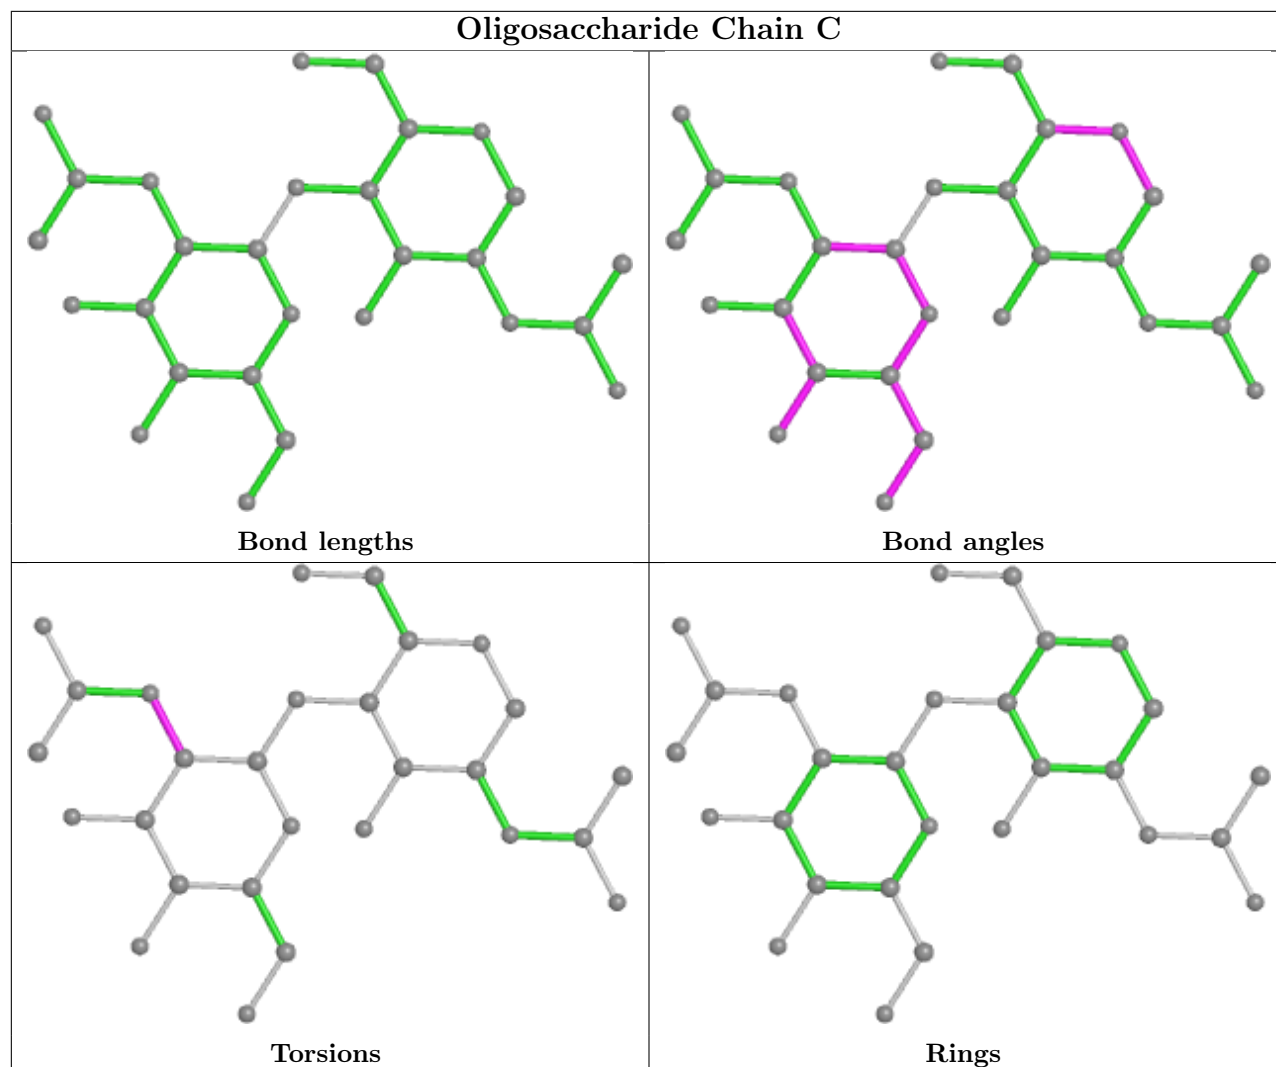 Oligosaccharide Chain C
Bond lengths
Bond angles
Torsions
Rings